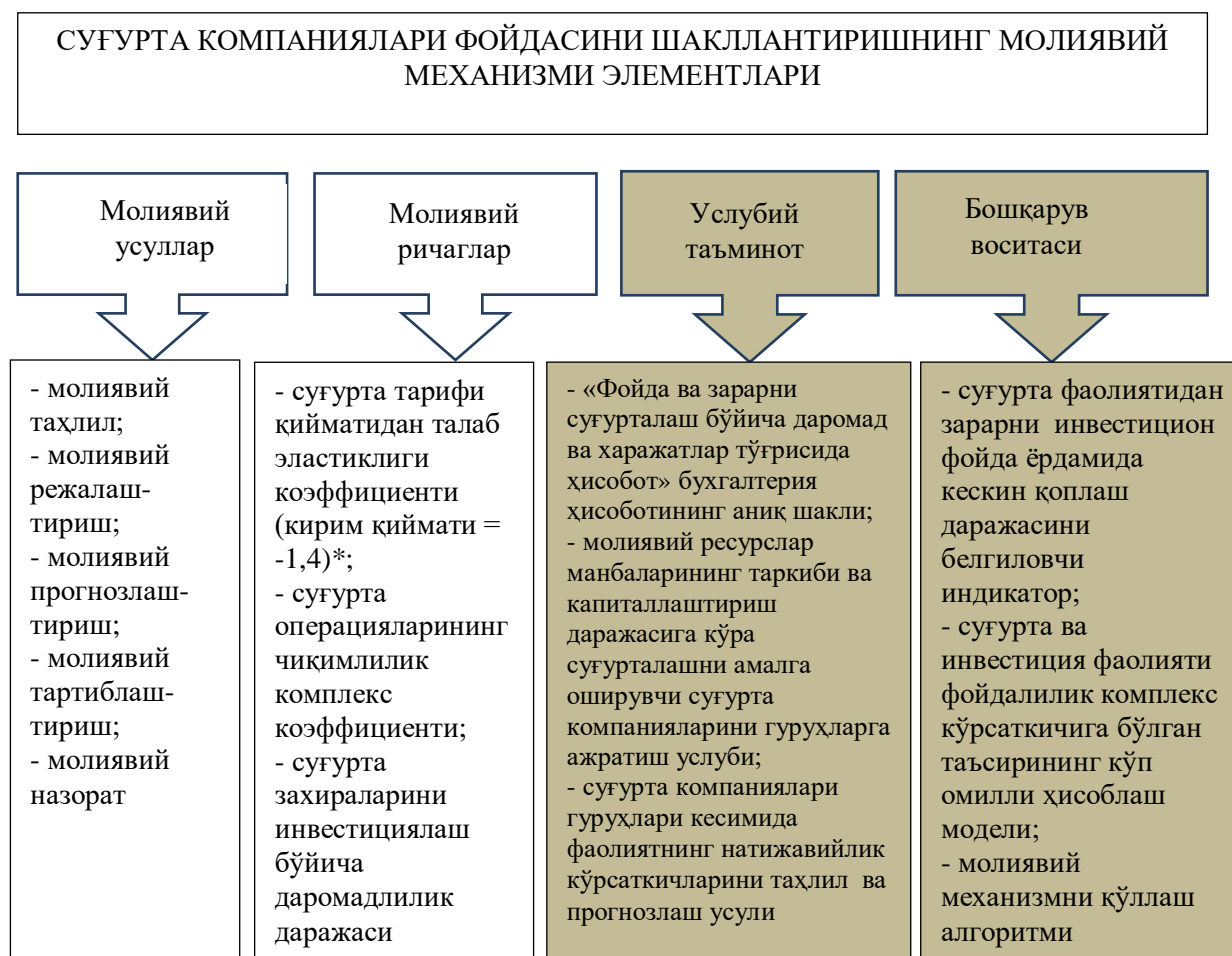 СУҒУРТА КОМПАНИЯЛАРИ ФОЙДАСИНИ ШАКЛЛАНТИРИШНИНГ МОЛИЯВИЙ
МЕХАНИЗМИ ЭЛЕМЕНТЛАРИ
Молиявий
усуллар
Молиявий
ричаглар
Услубий
таъминот
Бошқарув
воситаси
- молиявий
таҳлил;
- молиявий
режалаш-
тириш;
- молиявий
прогнозлаш-
тириш;
- молиявий
тартиблаш-
тириш;
- молиявий
назорат
- суғурта тарифи
қийматидан талаб
эластиклиги
коэффициенти
(кирим қиймати =
-1,4)*;
- суғурта
операцияларининг
чиқимлилик
комплекс
коэффициенти;
- суғурта
захираларини
инвестициялаш
бўйича
даромадлилик
даражаси
- «Фойда ва зарарни
суғурталаш бўйича даромад
ва харажатлар тўғрисида
ҳисобот» бухгалтерия
ҳисоботининг аниқ шакли;
- молиявий ресурслар
манбаларининг таркиби ва
капиталлаштириш
даражасига кўра
суғурталашни амалга
оширувчи суғурта
компанияларини гуруҳларга
ажратиш услуби;
- суғурта компаниялари
гуруҳлари кесимида
фаолиятнинг натижавийлик
кўрсаткичларини таҳлил ва
прогнозлаш усули
- суғурта фаолиятидан
зарарни инвестицион
фойда ёрдамида
кескин қоплаш
даражасини
белгиловчи
индикатор;
- суғурта ва
инвестиция фаолияти
фойдалилик комплекс
кўрсаткичига бўлган
таъсирининг кўп
омилли ҳисоблаш
модели;
- молиявий
механизмни қўллаш
алгоритми